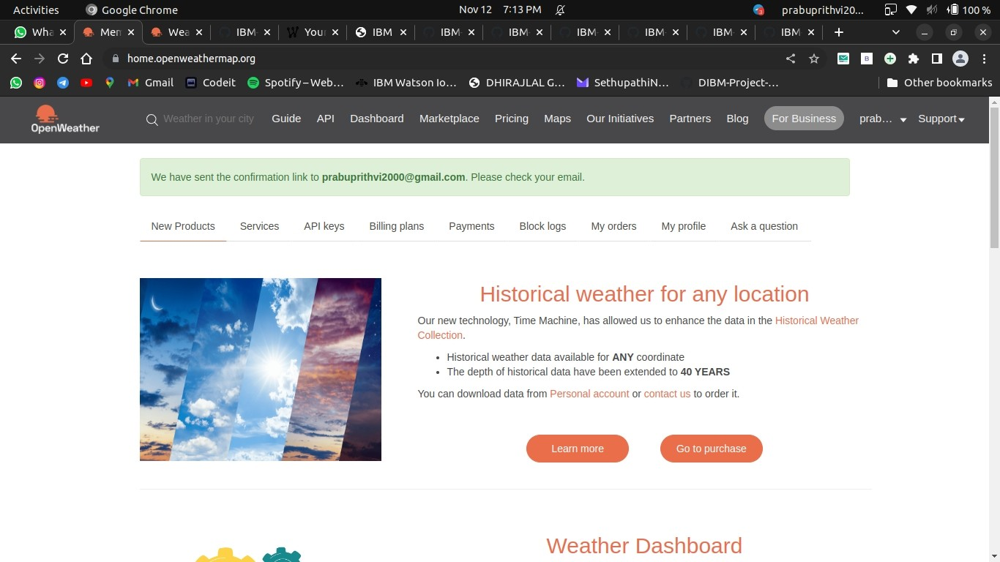 Activities
Google Chrome
Nov 12 7:13 PM
3
prabuprithvi20...
100 %
Wha
Men
Wea
IBM-
Your
IBM
IBM-
IBM-
IBM-
IBM-
IBM-
IBM
home.openweathermap.org
B
Gmail
Codeit
Spotify – Web...
IBM Watson Io...
DHIRAJLAL G...
SethupathiN...
DIBM-Project-...
Other bookmarks
OpenWeather
Weather in your city
Guide
API
Dashboard
Marketplace
Pricing
Maps
Our Initiatives
Partners
Blog
For Business
prab...
Support
We have sent the confirmation link to prabuprithvi2000@gmail.com. Please check your email.
New Products
Services
API keys
Billing plans
Payments
Block logs
My orders
My profile
Ask a question
Historical weather for any location
Our new technology, Time Machine, has allowed us to enhance the data in the Historical Weather
Collection.
• Historical weather data available for ANY coordinate
• The depth of historical data have been extended to 40 YEARS
You can download data from Personal account or contact us to order it.
Learn more
Go to purchase
Weather Dashboard